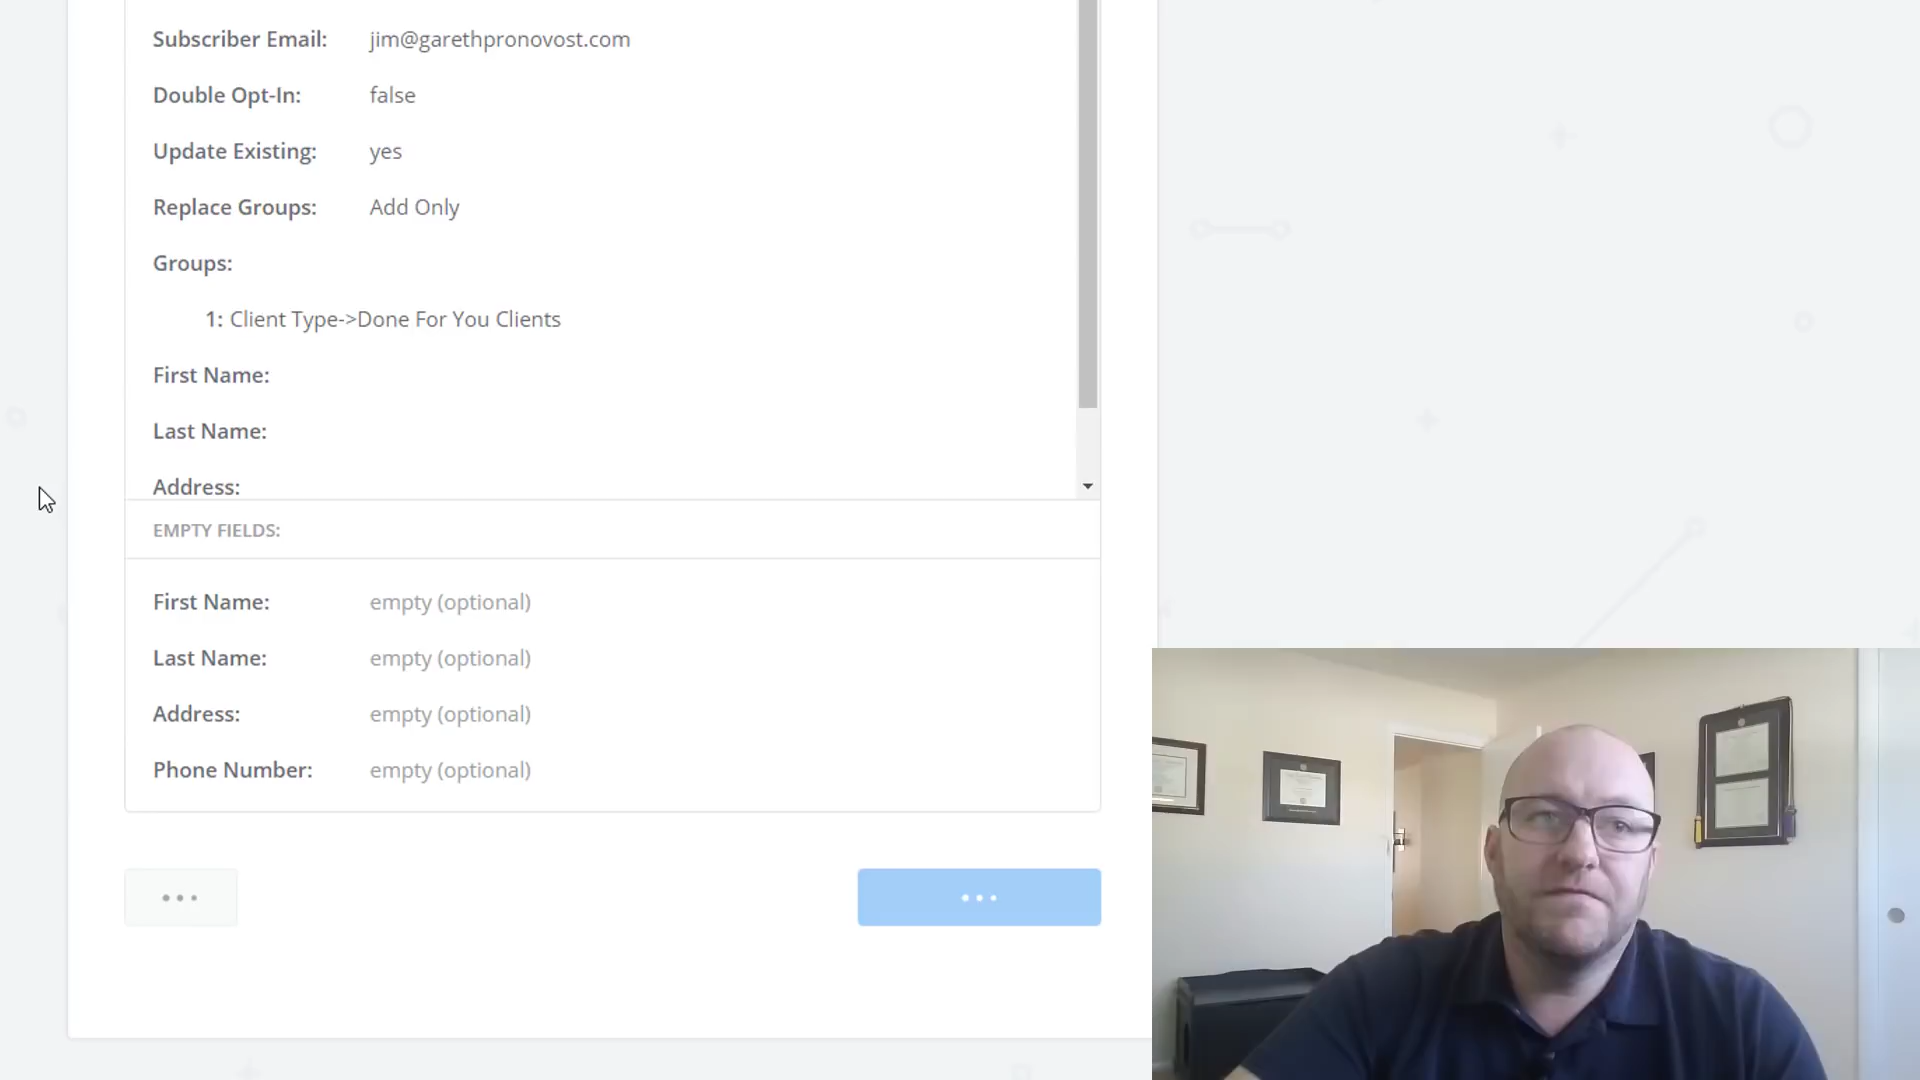 Subscriber Email: jim@garethpronovost.com
Double Opt-In: false
Update Existing: yes
Replace Groups: Add Only
Groups:
1: Client Type->Done For You Clients
First Name:
Last Name:
Address:
EMPTY FIELDS:
First Name: empty (optional)
Last Name: empty (optional)
Address: empty (optional)
Phone Number: empty (optional)